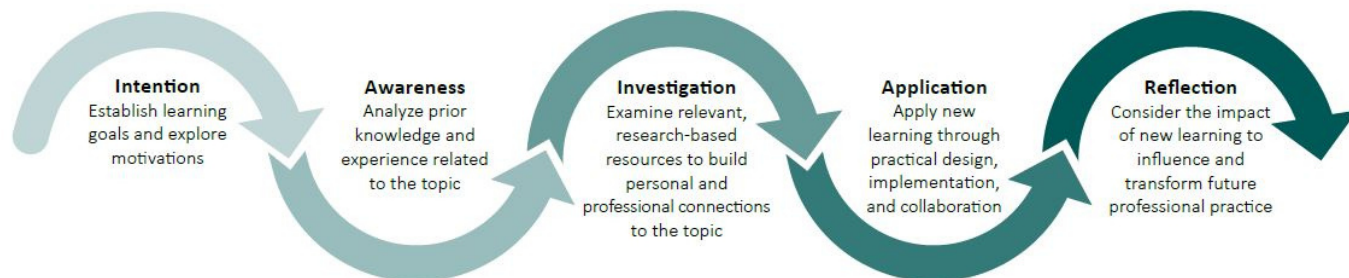 Intention
Establish learning
goals and explore
motivations
Awareness
Analyze prior
knowledge and
experience related
to the topic
Investigation
Examine relevant,
research-based
resources to build
personal and
professional connections
to the topic
Application
Apply new
learning through
practical design,
implementation,
and collaboration
Reflection
Consider the impact
of new learning to
influence and
transform future
professional practice